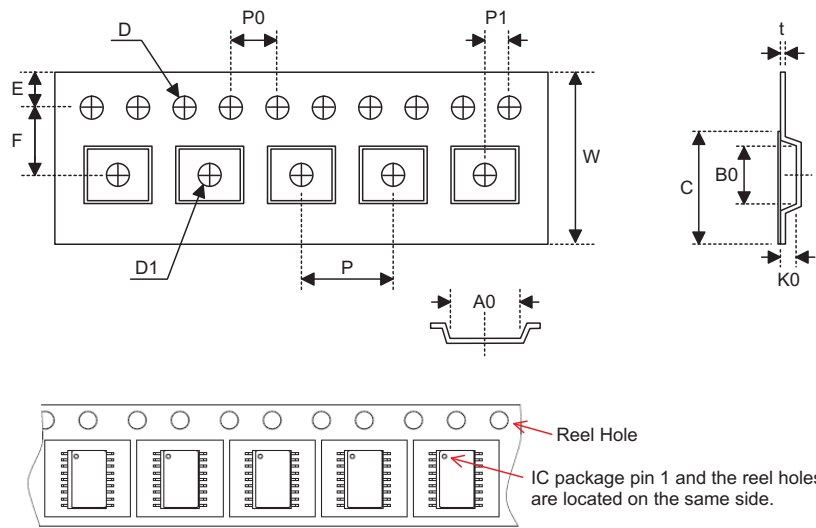 D
P0
P1
t
E
F
W
C
B0
D1
P
K0
A0
Reel Hole
IC package pin 1 and the reel holes
are located on the same side.